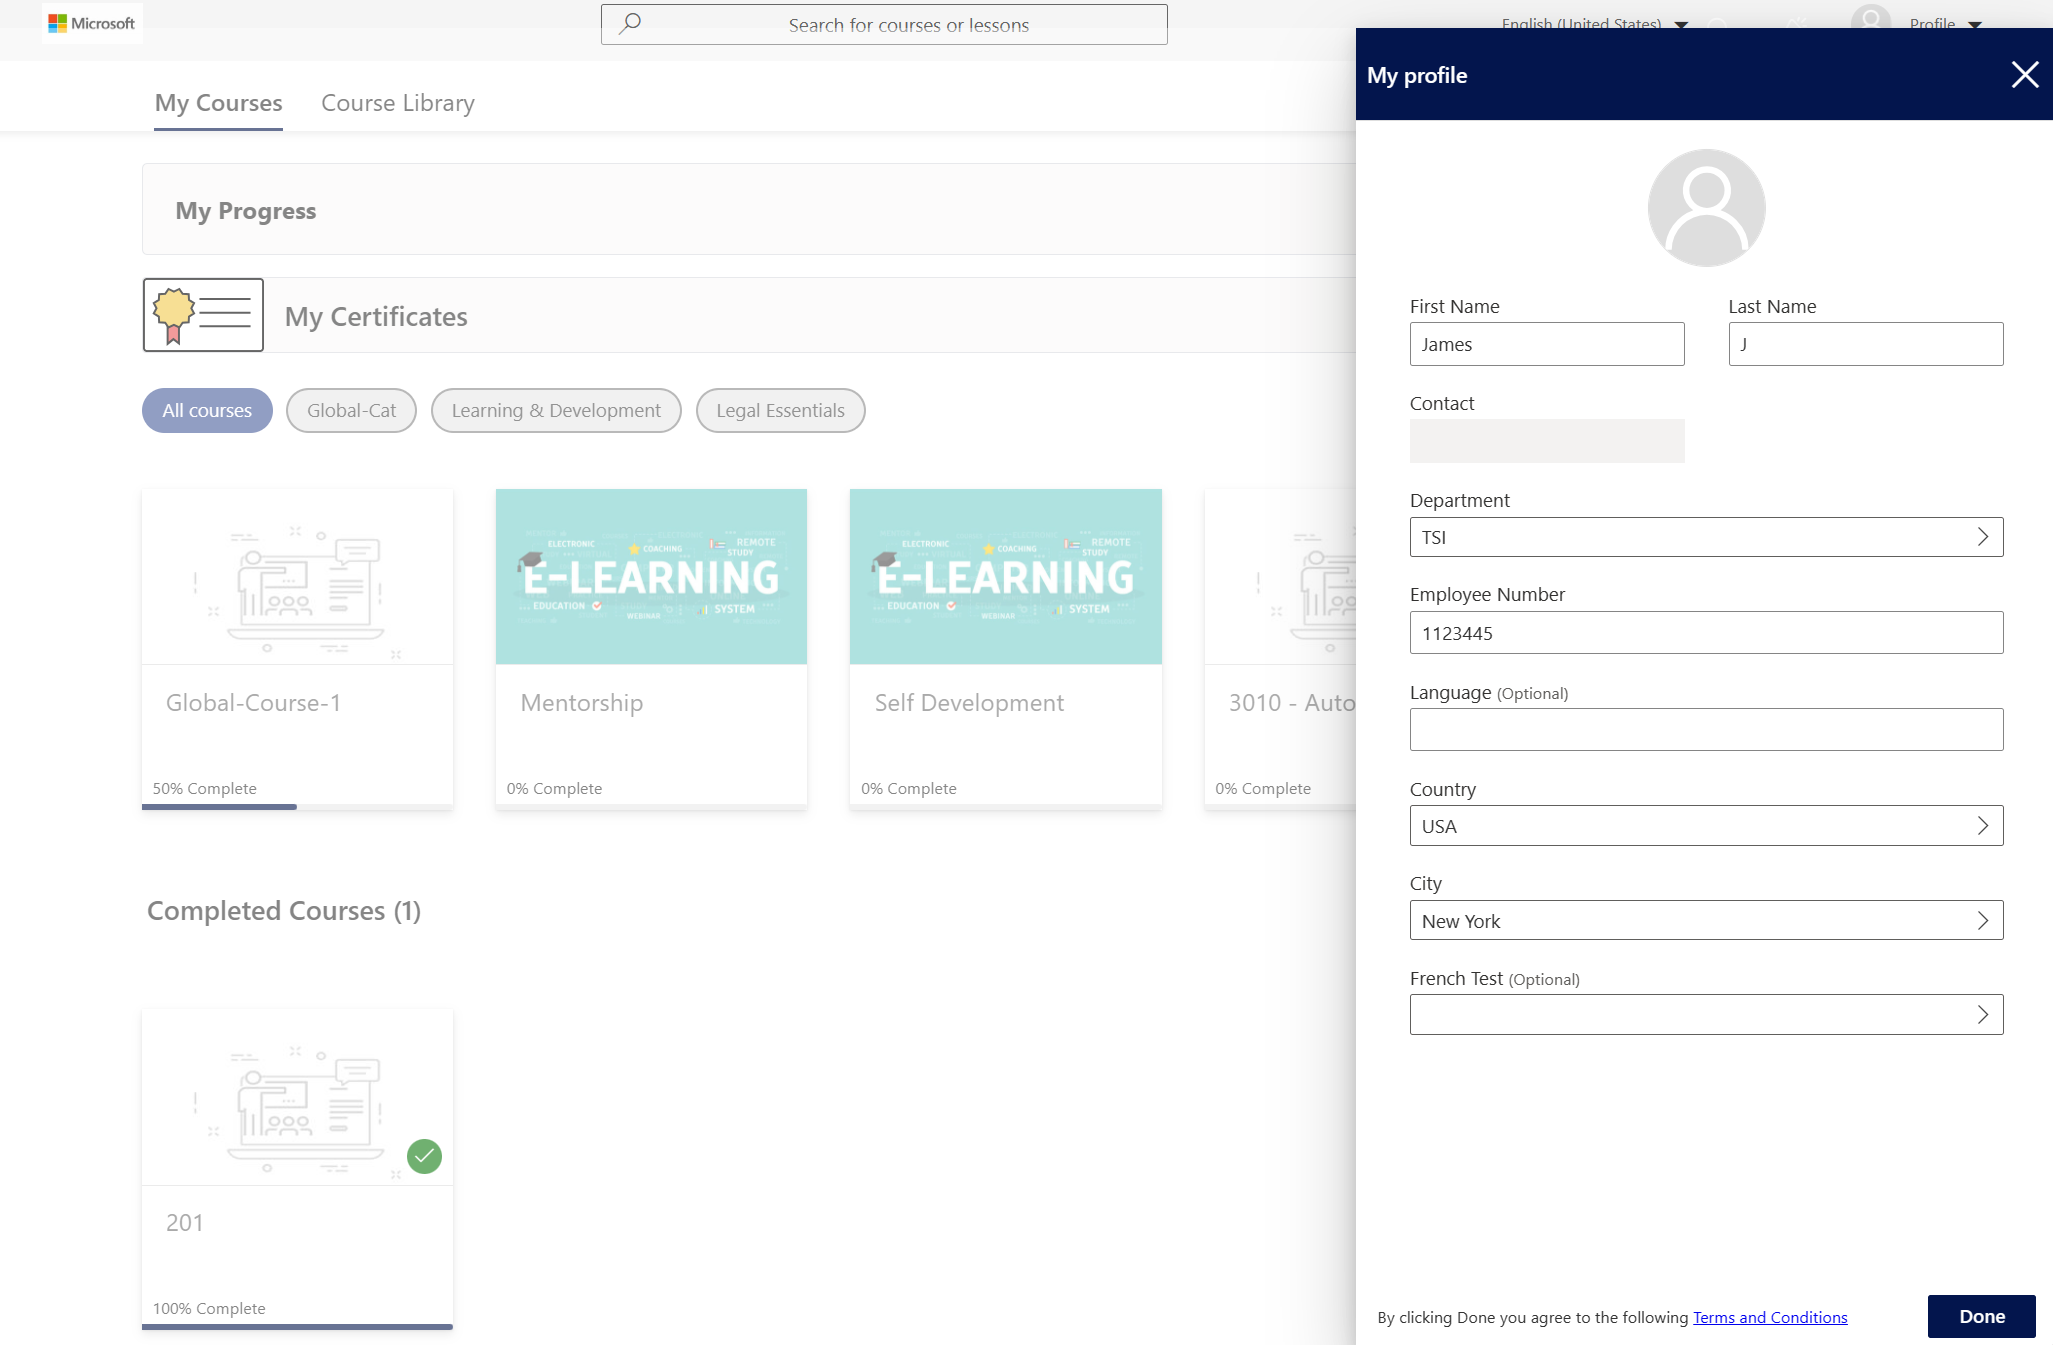 Microsoft
Search for courses or lessons
English (United States)
Profile
My Courses
Course Library
My Progress
My Certificates
All courses
Global-Cat
Learning & Development
Legal Essentials
ELECTRONIC
COACHING
REMOTE
STUDY
E-LEARNING
EDUCATION
WEBINAR
SYSTEM
ELECTRONIC
COACHING
REMOTE
STUDY
E-LEARNING
EDUCATION
WEBINAR
SYSTEM
Global-Course-1
Mentorship
Self Development
3010 - Auto
50% Complete
0% Complete
0% Complete
0% Complete
Completed Courses (1)
201
100% Complete
My profile
First Name
Last Name
James
J
Contact
Department
TSI
Employee Number
1123445
Language (Optional)
Country
USA
City
New York
French Test (Optional)
By clicking Done you agree to the following Terms and Conditions
Done